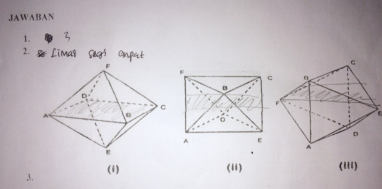 JAWABAN
1. 3
2. Limas segi empat
F
D
A
B
C
E
(i)
F
C
B
D
A
E
(ii)
C
D
F
E
D
A
(iii)
3.